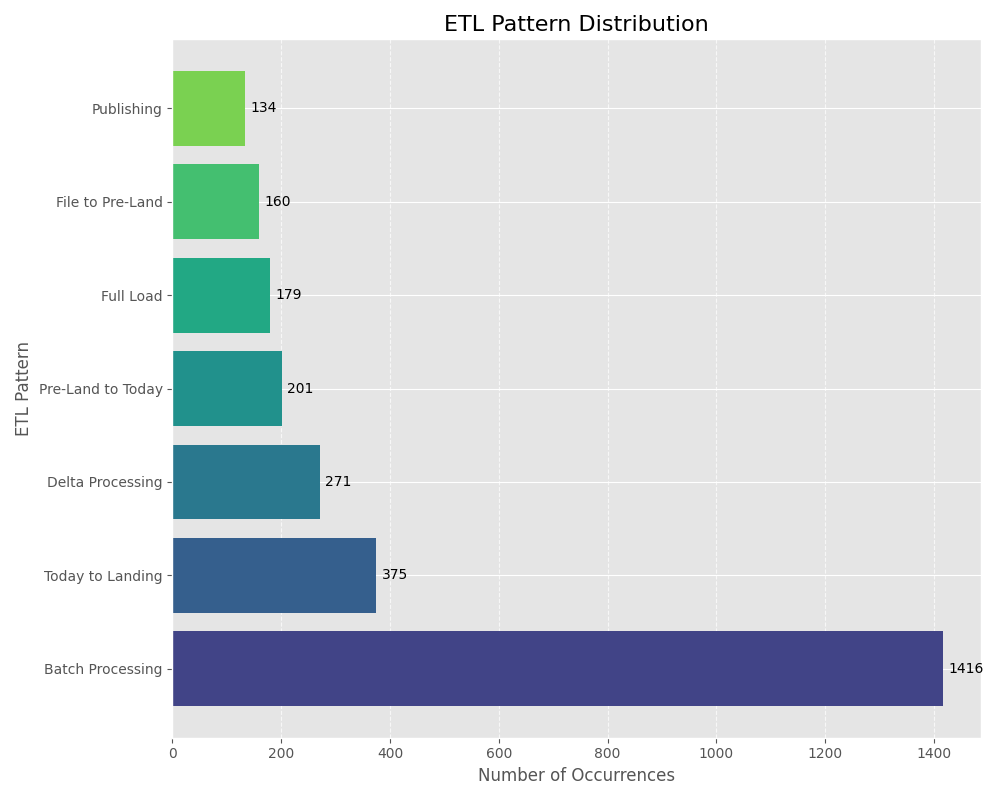 ETL Pattern Distribution
ETL Pattern
Publishing 134
File to Pre-Land 160
Full Load 179
Pre-Land to Today 201
Delta Processing 271
Today to Landing 375
Batch Processing 1416
0 200 400 600 800 1000 1200 1400
Number of Occurrences